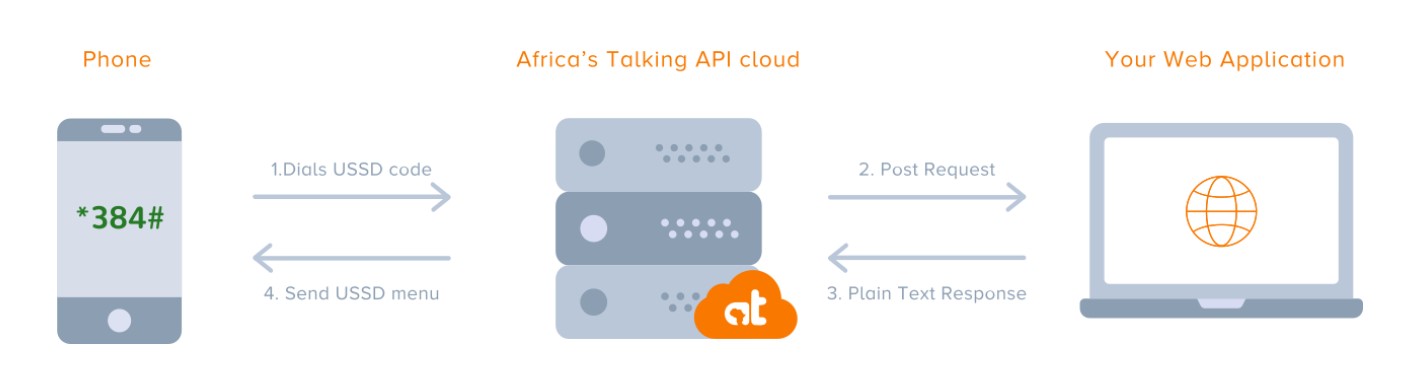 Phone
Africa's Talking API cloud
Your Web Application
1.Dials USSD code
2. Post Request
*384#
4. Send USSD menu
3. Plain Text Response
at